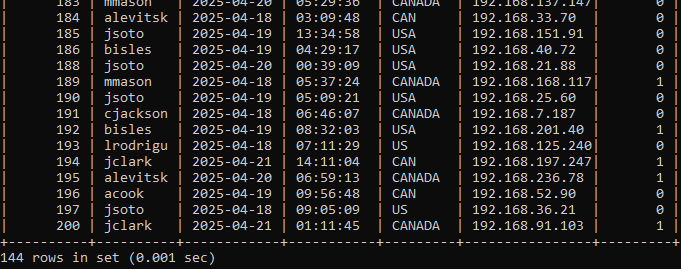 |       183 | mmason   | 2025-04-20 | 05:29:36   | CANADA  | 192.168.137.147|       0 |
|       184 | alevitsk | 2025-04-18 | 03:09:48   | CAN     | 192.168.33.70  |       0 |
|       185 | jsoto    | 2025-04-19 | 13:34:58   | USA     | 192.168.151.91 |       0 |
|       186 | bisles   | 2025-04-19 | 04:29:17   | USA     | 192.168.40.72  |       0 |
|       188 | jsoto    | 2025-04-20 | 00:39:09   | USA     | 192.168.21.88  |       0 |
|       189 | mmason   | 2025-04-18 | 05:37:24   | CANADA  | 192.168.168.117|       1 |
|       190 | jsoto    | 2025-04-19 | 05:09:21   | USA     | 192.168.25.60  |       0 |
|       191 | cjackson | 2025-04-18 | 06:46:07   | CANADA  | 192.168.7.187  |       0 |
|       192 | bisles   | 2025-04-19 | 08:32:03   | USA     | 192.168.201.40 |       1 |
|       193 | lrodrigu | 2025-04-18 | 07:11:29   | US      | 192.168.125.240|       0 |
|       194 | jclark   | 2025-04-21 | 14:11:04   | CAN     | 192.168.197.247|       1 |
|       195 | alevitsk | 2025-04-20 | 06:59:13   | CANADA  | 192.168.236.78 |       1 |
|       196 | acook    | 2025-04-19 | 09:56:48   | CAN     | 192.168.52.90  |       0 |
|       197 | jsoto    | 2025-04-18 | 09:05:09   | US      | 192.168.36.21  |       0 |
|       200 | jclark   | 2025-04-21 | 01:11:45   | CANADA  | 192.168.91.103 |       1 |
144 rows in set (0.001 sec)